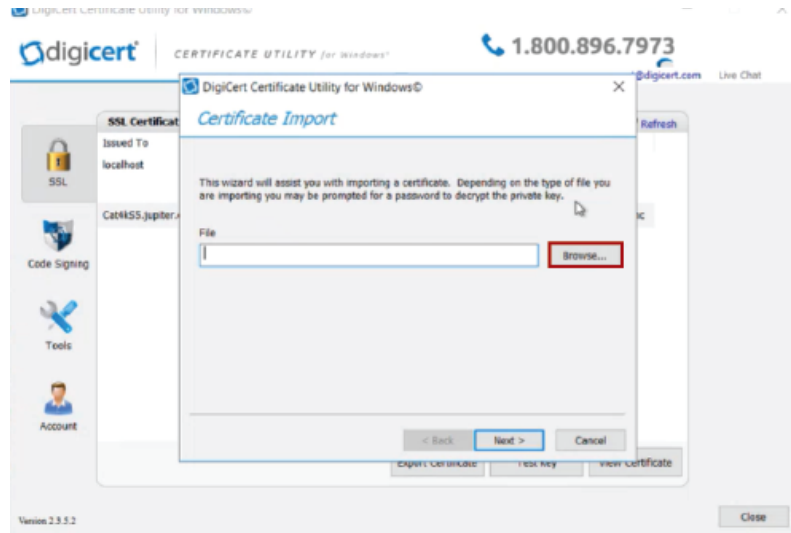 DigiCert Certificate Utility for Windows©
digicert
CERTIFICATE UTILITY for Windows®
1.800.896.7973
@digicert.com
Live Chat
DigiCert Certificate Utility for Windows©
Certificate Import
SSL Certificat
Refresh
Issued To
localhost
Cat4kSS.jupiter.
SSL
Code Signing
Tools
Account
This wizard will assist you with importing a certificate. Depending on the type of file you
are importing you may be prompted for a password to decrypt the private key.
File
Browse...
< Back
Next >
Cancel
Export Certificate
Test Key
View Certificate
Version 2.3.5.2
Close